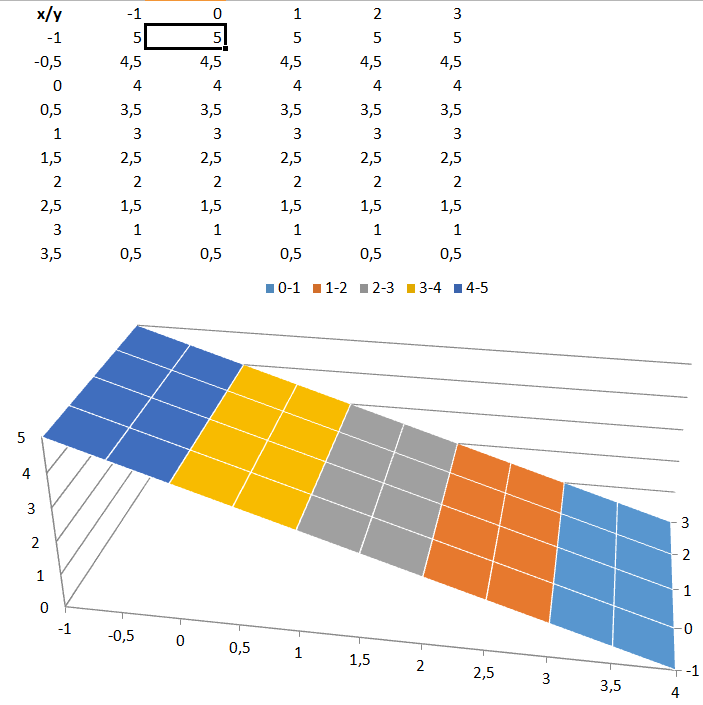 x/y -1 0 1 2 3
-1 5 5 5 5 5
-0,5 4,5 4,5 4,5 4,5 4,5
0 4 4 4 4 4
0,5 3,5 3,5 3,5 3,5 3,5
1 3 3 3 3 3
1,5 2,5 2,5 2,5 2,5 2,5
2 2 2 2 2 2
2,5 1,5 1,5 1,5 1,5 1,5
3 1 1 1 1 1
3,5 0,5 0,5 0,5 0,5 0,5
0-1 1-2 2-3 3-4 4-5
5
4
3
2
1
0
3
2
1
0
-1
-1 -0,5 0 0,5 1 1,5 2 2,5 3 3,5 4